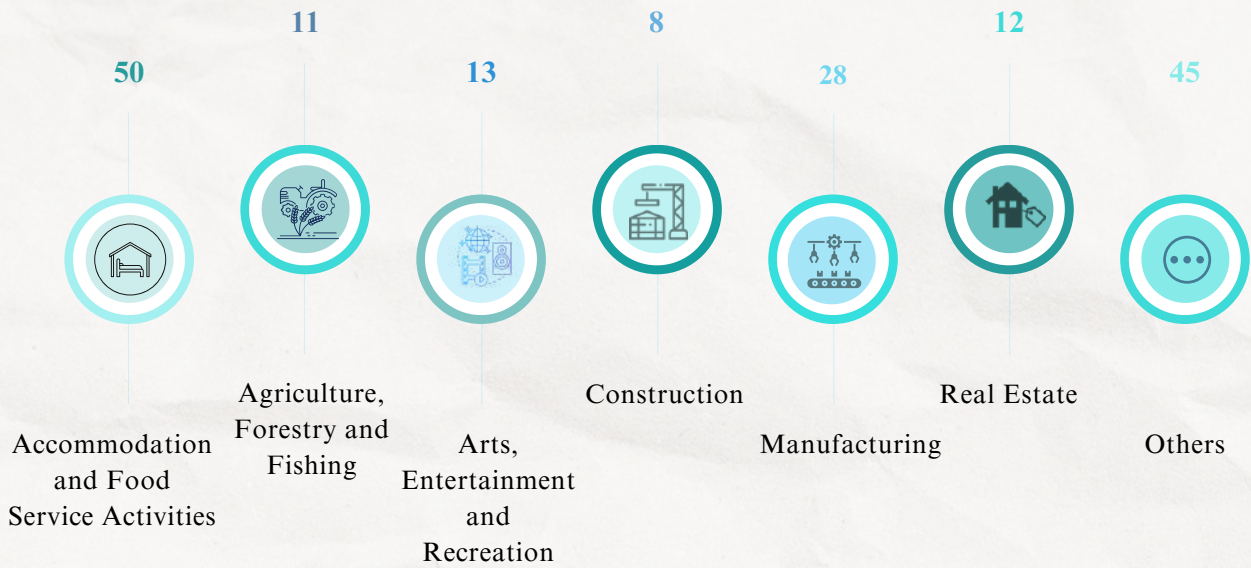 50
Accommodation
and Food
Service Activities
11
Agriculture,
Forestry and
Fishing
13
Arts,
Entertainment
and
Recreation
8
Construction
28
Manufacturing
12
Real Estate
45
Others